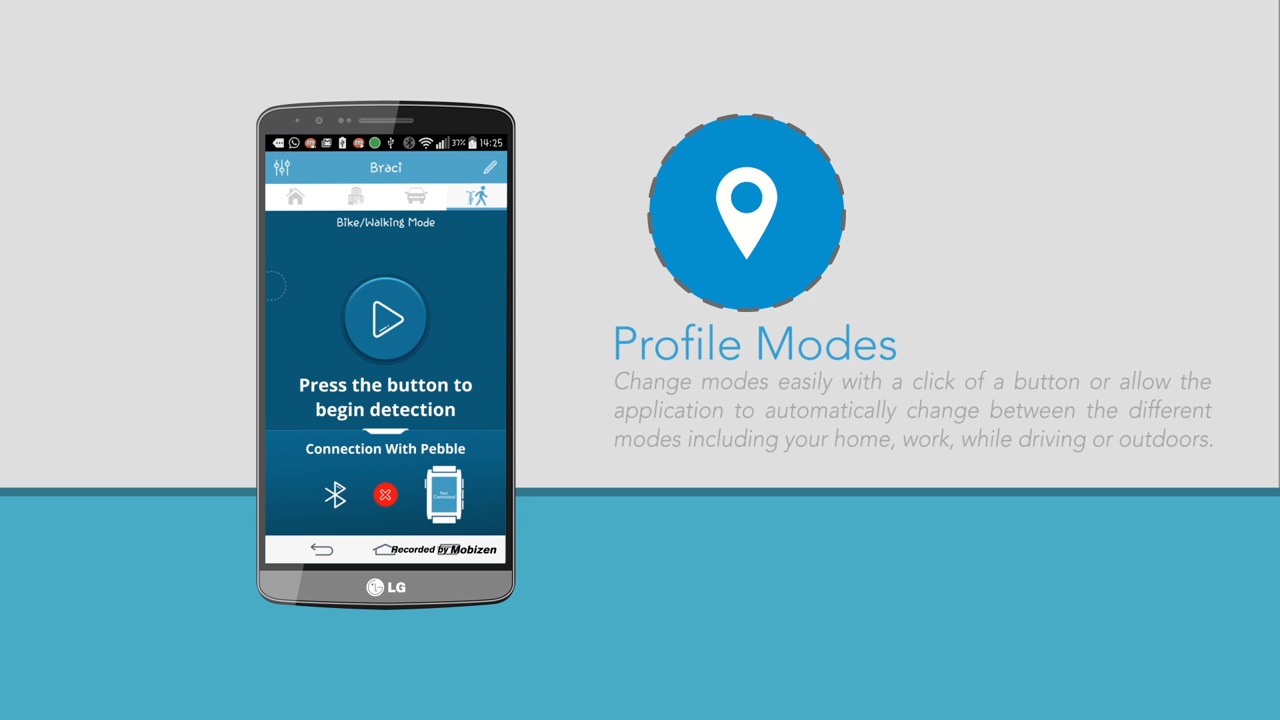 37% 14:25
Braci
Bike/Walking Mode
Press the button to
begin detection
Connection With Pebble
Not
Connected
Recorded by Mobizen
LG
Profile Modes
Change modes easily with a click of a button or allow the
application to automatically change between the different
modes including your home, work, while driving or outdoors.